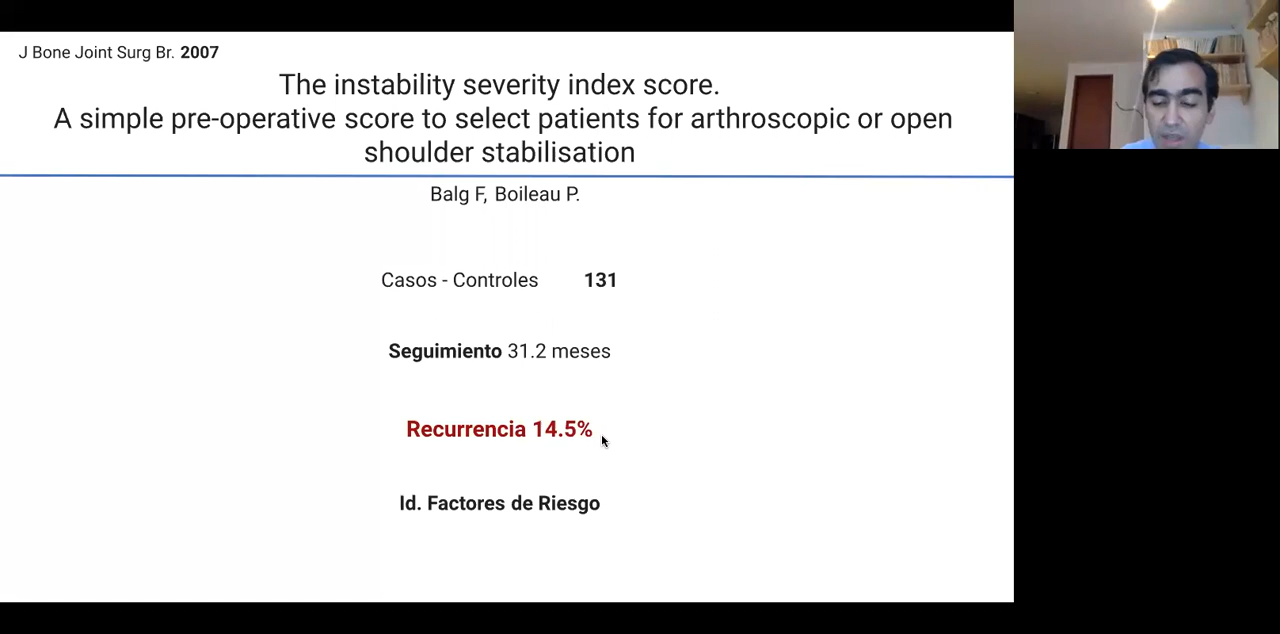 J Bone Joint Surg Br. 2007
The instability severity index score.
A simple pre-operative score to select patients for arthroscopic or open
shoulder stabilisation
Balg F, Boileau P.
Casos - Controles 131
Seguimiento 31.2 meses
Recurrencia 14.5%
Id. Factores de Riesgo